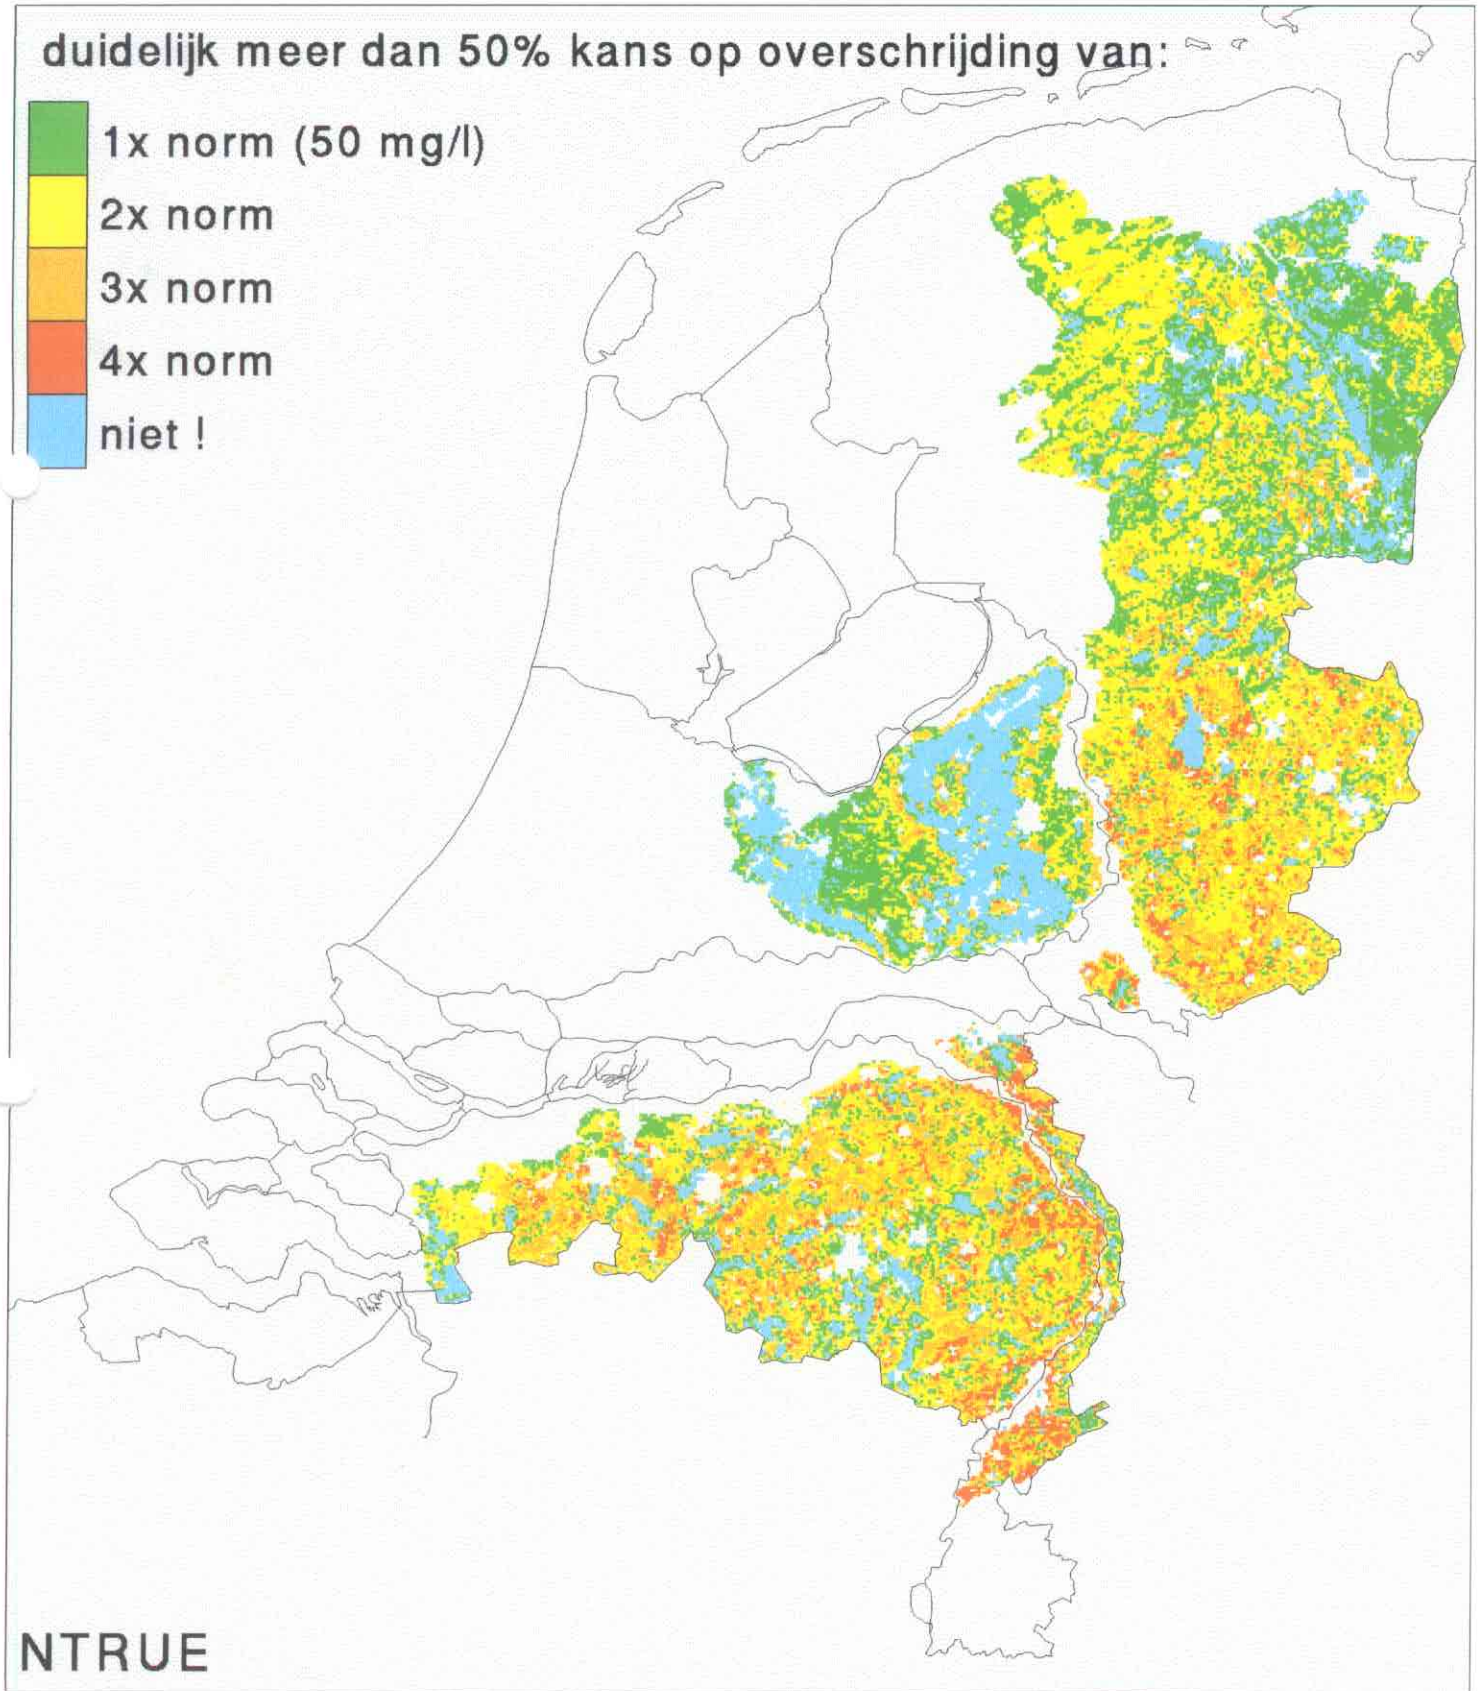 duidelijk meer dan 50% kans op overschrijding van:
1x norm (50 mg/l)
2x norm
3x norm
4x norm
niet !
NTRUE